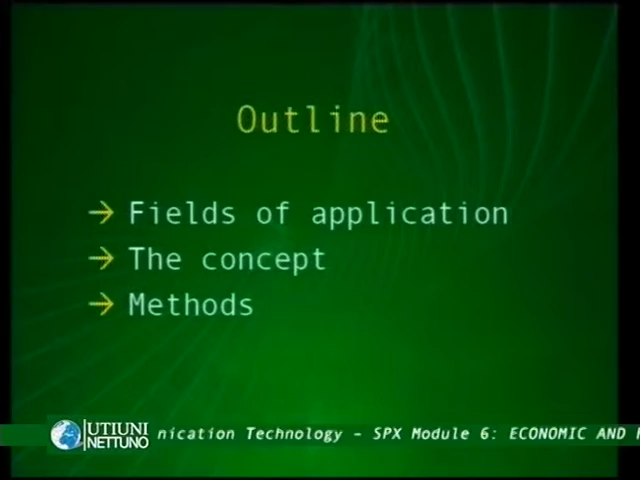 Outline
→ Fields of application
→ The concept
→ Methods
UTIUNI
NETTUNO
nication Technology – SPX Module 6: ECONOMIC AND